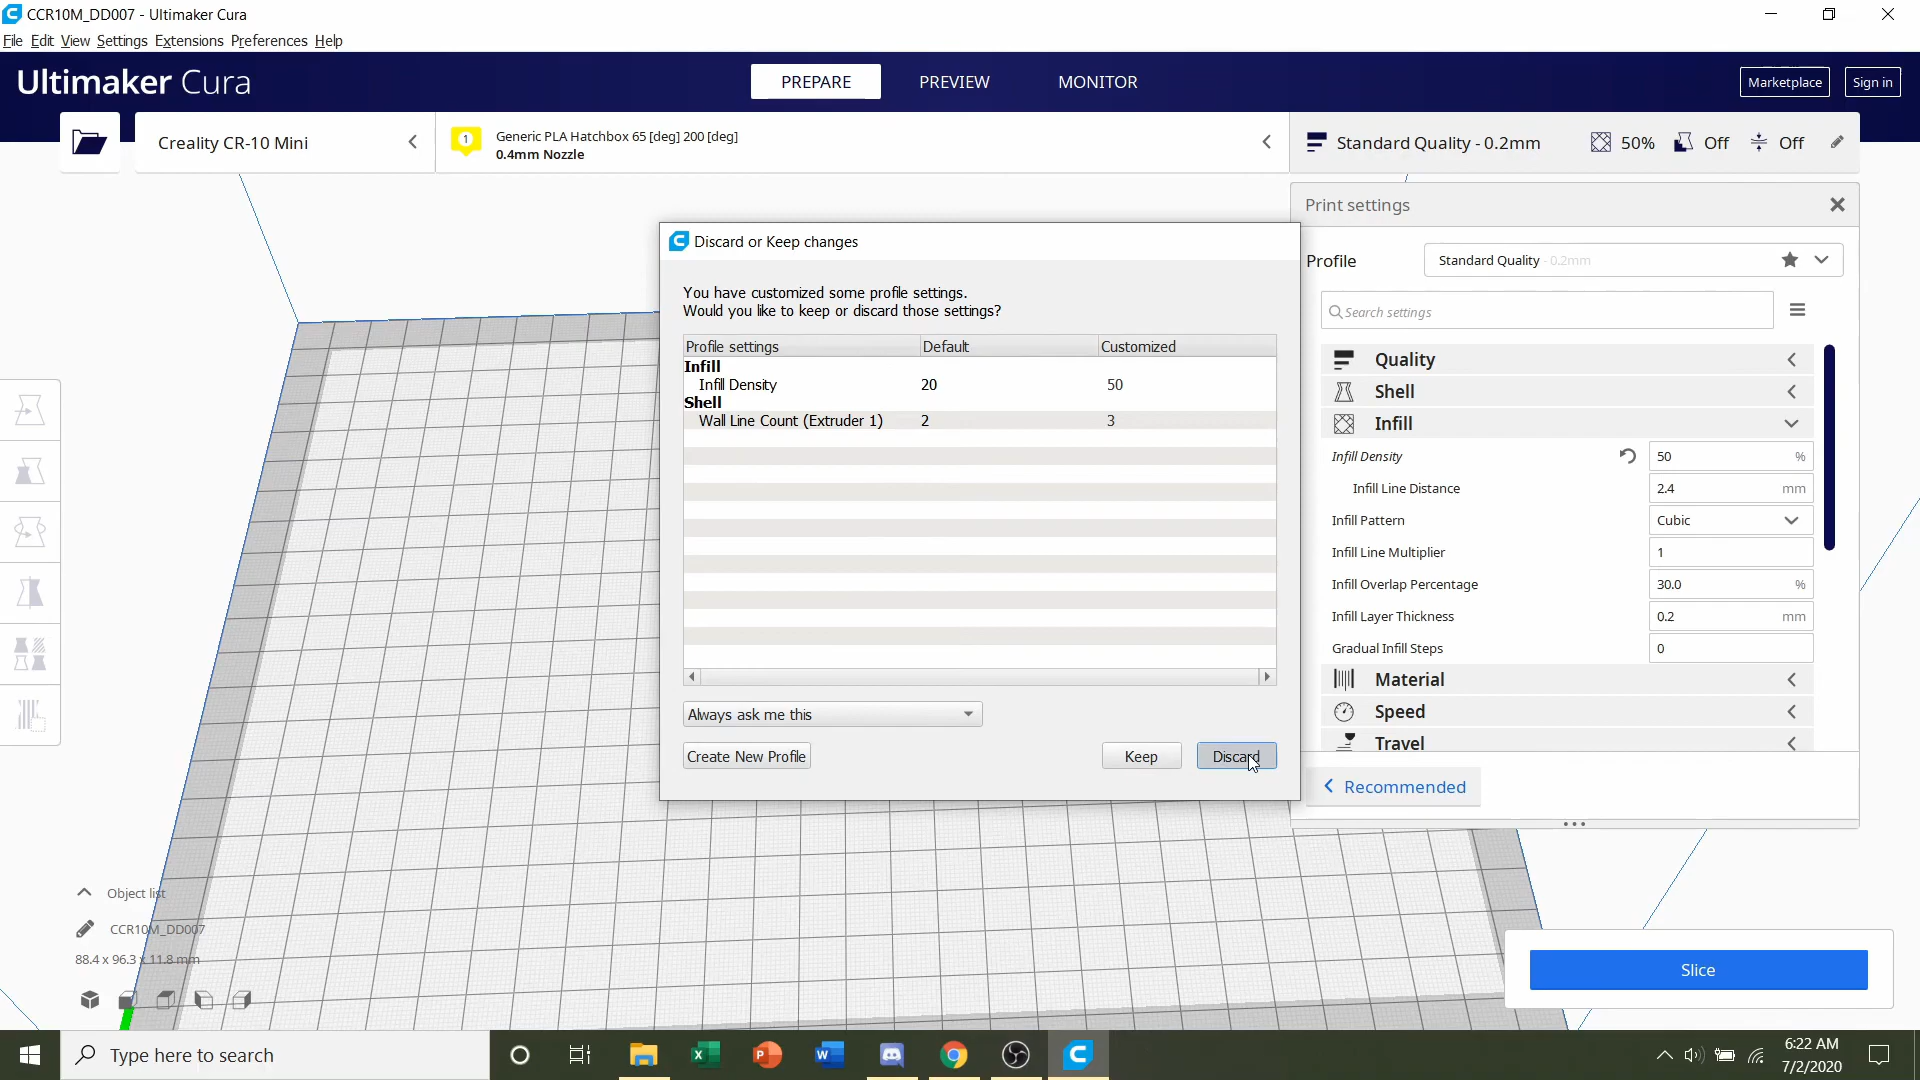 CCR10M_DD007 - Ultimaker Cura
File Edit View Settings Extensions Preferences Help
Ultimaker Cura
PREPARE
PREVIEW
MONITOR
Marketplace
Sign in
Creality CR-10 Mini
1
Generic PLA Hatchbox 65 [deg] 200 [deg]
0.4mm Nozzle
Standard Quality - 0.2mm
50%
Off
Off
Print settings
Profile
Standard Quality - 0.2mm
Search settings
Quality
Shell
Infill
Infill Density 50 %
Infill Line Distance 2.4 mm
Infill Pattern Cubic
Infill Line Multiplier 1
Infill Overlap Percentage 30.0 %
Infill Layer Thickness 0.2 mm
Gradual Infill Steps 0
Material
Speed
Travel
Recommended
Discard or Keep changes
You have customized some profile settings.
Would you like to keep or discard those settings?
Profile settings Default Customized
Infill
Infill Density 20 50
Shell
Wall Line Count (Extruder 1) 2 3
Always ask me this
Create New Profile
Keep
Discard
Object list
CCR10M_DD007
88.4 x 96.3 x 11.8 mm
Slice
Type here to search
6:22 AM
7/2/2020